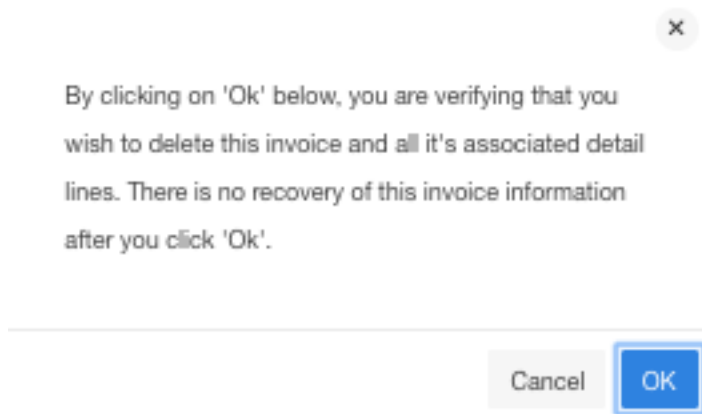 ×
By clicking on 'Ok' below, you are verifying that you
wish to delete this invoice and all it's associated detail
lines. There is no recovery of this invoice information
after you click 'Ok'.
Cancel OK